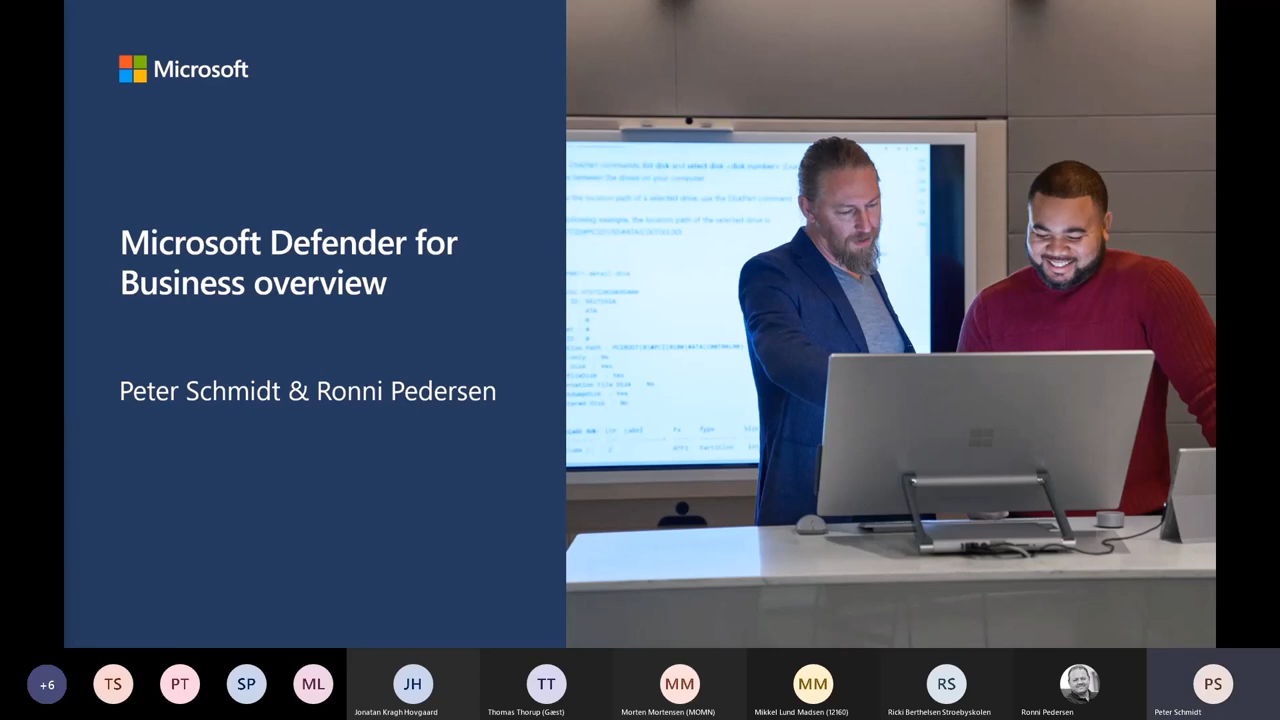 Microsoft
Microsoft Defender for
Business overview
Peter Schmidt & Ronni Pedersen
+6
TS
PT
SP
ML
JH
TT
MM
MM
RS
PS
Jonatan Kragh Hovgaard
Thomas Thorup (Gæst)
Morten Mortensen (MOMN)
Mikkel Lund Madsen (12160)
Ricki Berthelsen Stroebyskolen
Ronni Pedersen
Peter Schmidt